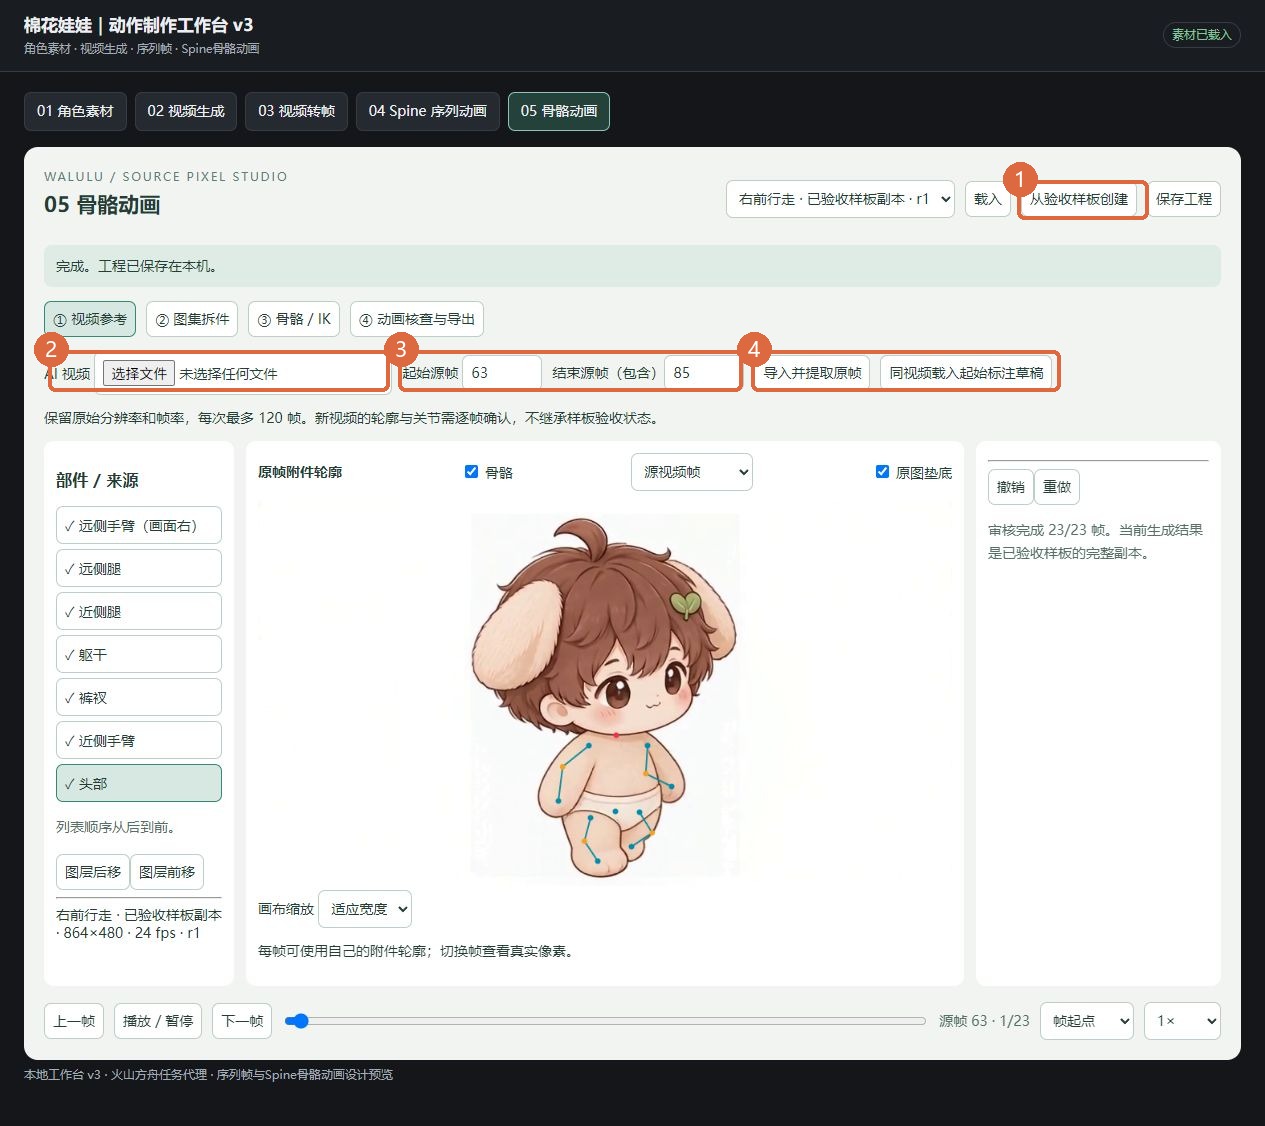 棉花娃娃 | 动作制作工作台 v3
角色素材 · 视频生成 · 序列帧 · Spine骨骼动画
素材已载入
01 角色素材
02 视频生成
03 视频转帧
04 Spine 序列动画
05 骨骼动画
WALULU / SOURCE PIXEL STUDIO
05 骨骼动画
右前行走 · 已验收样板副本 · r1
载入
1
从验收样板创建
保存工程
完成。工程已保存在本机。
① 视频参考
② 图集拆件
③ 骨骼 / IK
④ 动画核查与导出
2
AI 视频
选择文件 未选择任何文件
3
起始源帧
63
结束源帧（包含）
85
4
导入并提取原帧
同视频载入起始标注草稿
保留原始分辨率和帧率，每次最多 120 帧。新视频的轮廓与关节需逐帧确认，不继承样板验收状态。
部件 / 来源
✓ 远侧手臂（画面右）
✓ 远侧腿
✓ 近侧腿
✓ 躯干
✓ 裤衩
✓ 近侧手臂
✓ 头部
列表顺序从后到前。
图层后移
图层前移
右前行走 · 已验收样板副本
· 864×480 · 24 fps · r1
原帧附件轮廓
骨骼
源视频帧
原图垫底
画布缩放
适应宽度
每帧可使用自己的附件轮廓；切换帧查看真实像素。
撤销
重做
审核完成 23/23 帧。当前生成结果
是已验收样板的完整副本。
上一帧
播放 / 暂停
下一帧
源帧 63 · 1/23
帧起点
1×
本地工作台 v3 · 火山方舟任务代理 · 序列帧与Spine骨骼动画设计预览